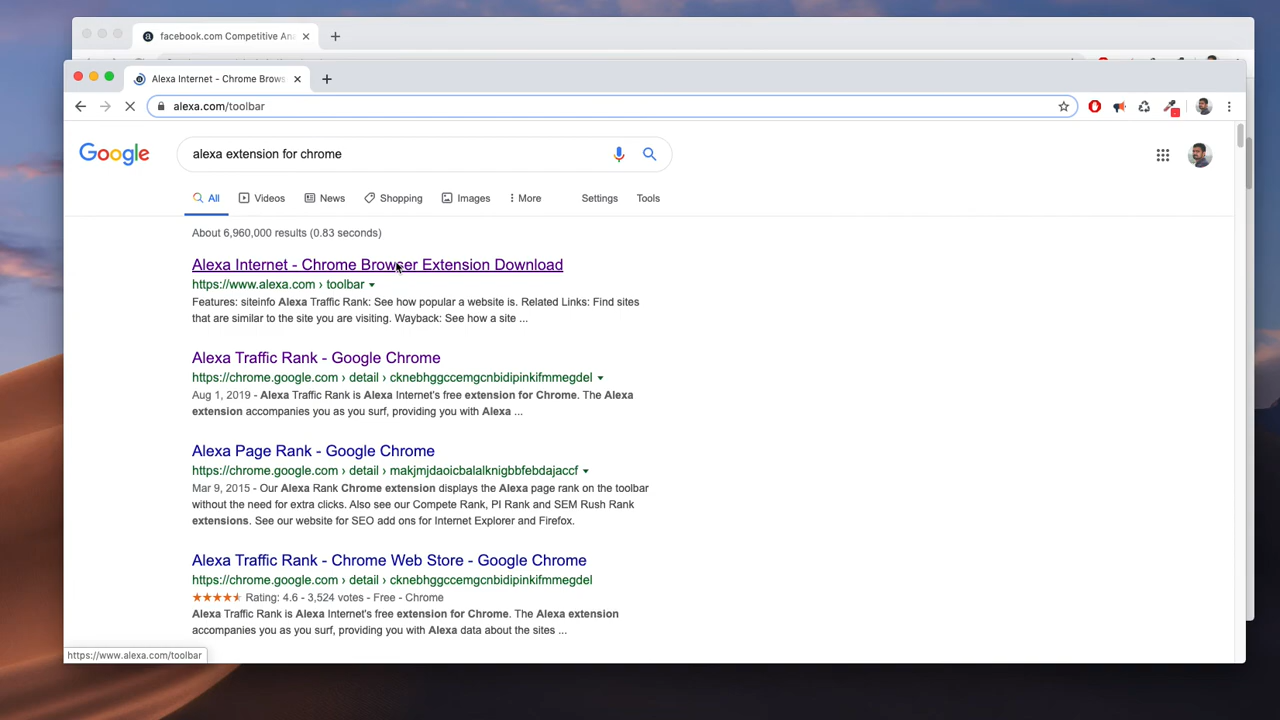 facebook.com Competitive Ana
Alexa Internet - Chrome Brows
alexa.com/toolbar
Google
alexa extension for chrome
All Videos News Shopping Images More Settings Tools
About 6,960,000 results (0.83 seconds)
Alexa Internet - Chrome Browser Extension Download
https://www.alexa.com › toolbar
Features: siteinfo Alexa Traffic Rank: See how popular a website is. Related Links: Find sites
that are similar to the site you are visiting. Wayback: See how a site ...
Alexa Traffic Rank - Google Chrome
https://chrome.google.com › detail › cknebhggccemgcnbidipinkifmmegdel
Aug 1, 2019 - Alexa Traffic Rank is Alexa Internet's free extension for Chrome. The Alexa
extension accompanies you as you surf, providing you with Alexa ...
Alexa Page Rank - Google Chrome
https://chrome.google.com › detail › makjmjdaoicbalalknigbbfebdajaccf
Mar 9, 2015 - Our Alexa Rank Chrome extension displays the Alexa page rank on the toolbar
without the need for extra clicks. Also see our Compete Rank, PI Rank and SEM Rush Rank
extensions. See our website for SEO add ons for Internet Explorer and Firefox.
Alexa Traffic Rank - Chrome Web Store - Google Chrome
https://chrome.google.com › detail › cknebhggccemgcnbidipinkifmmegdel
Rating: 4.6 - 3,524 votes - Free - Chrome
Alexa Traffic Rank is Alexa Internet's free extension for Chrome. The Alexa extension
accompanies you as you surf, providing you with Alexa data about the sites ...
https://www.alexa.com/toolbar